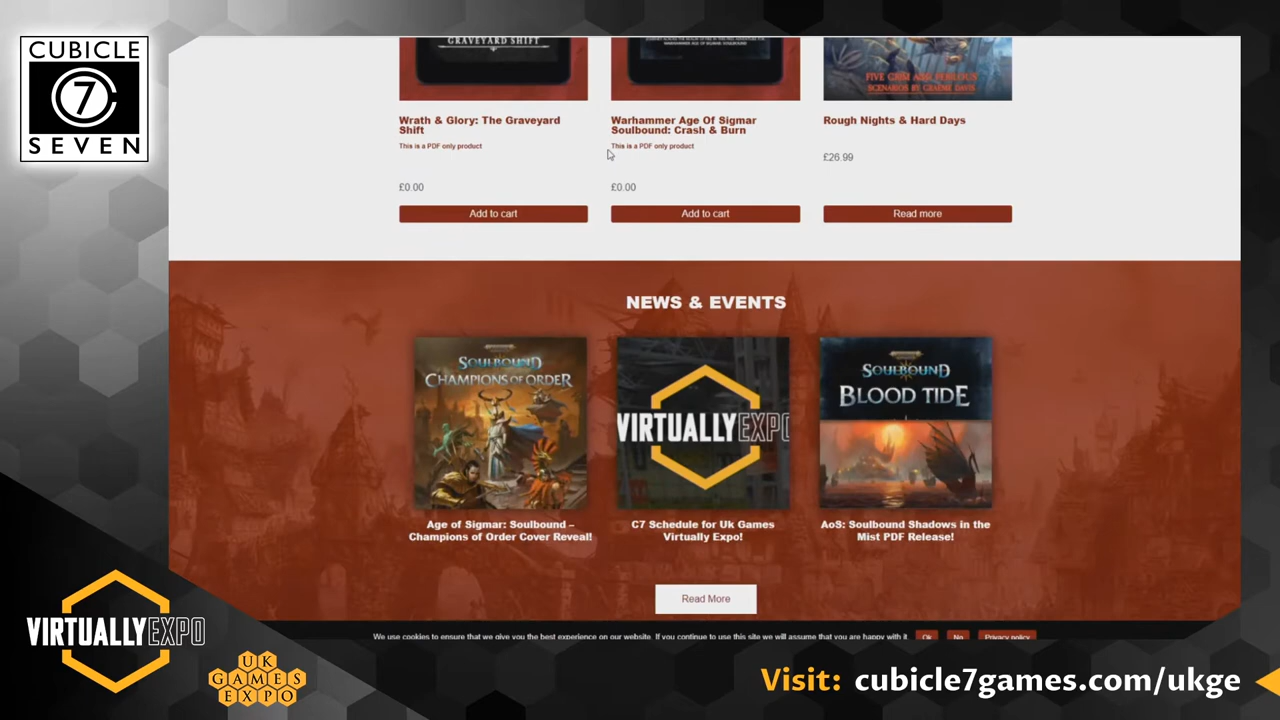 CUBICLE
7
SEVEN
GRAVEYARD SHIFT
FIVE GRIM AND PERILOUS
SCENARIOS BY GRAEME DAVIS
Wrath & Glory: The Graveyard
Shift
This is a PDF only product
£0.00
Add to cart
Warhammer Age Of Sigmar
Soulbound: Crash & Burn
This is a PDF only product
£0.00
Add to cart
Rough Nights & Hard Days
£26.99
Read more
NEWS & EVENTS
SOULBOUND
CHAMPIONS OF ORDER
VIRTUALLYEXPO
SOULBOUND
BLOOD TIDE
Age of Sigmar: Soulbound –
Champions of Order Cover Reveal!
C7 Schedule for Uk Games
Virtually Expo!
AoS: Soulbound Shadows in the
Mist PDF Release!
Read More
We use cookies to ensure that we give you the best experience on our website. If you continue to use this site we will assume that you are happy with it
Ok
No
Privacy policy
VIRTUALLYEXPO
UK
GAMES
EXPO
Visit: cubicle7games.com/ukge